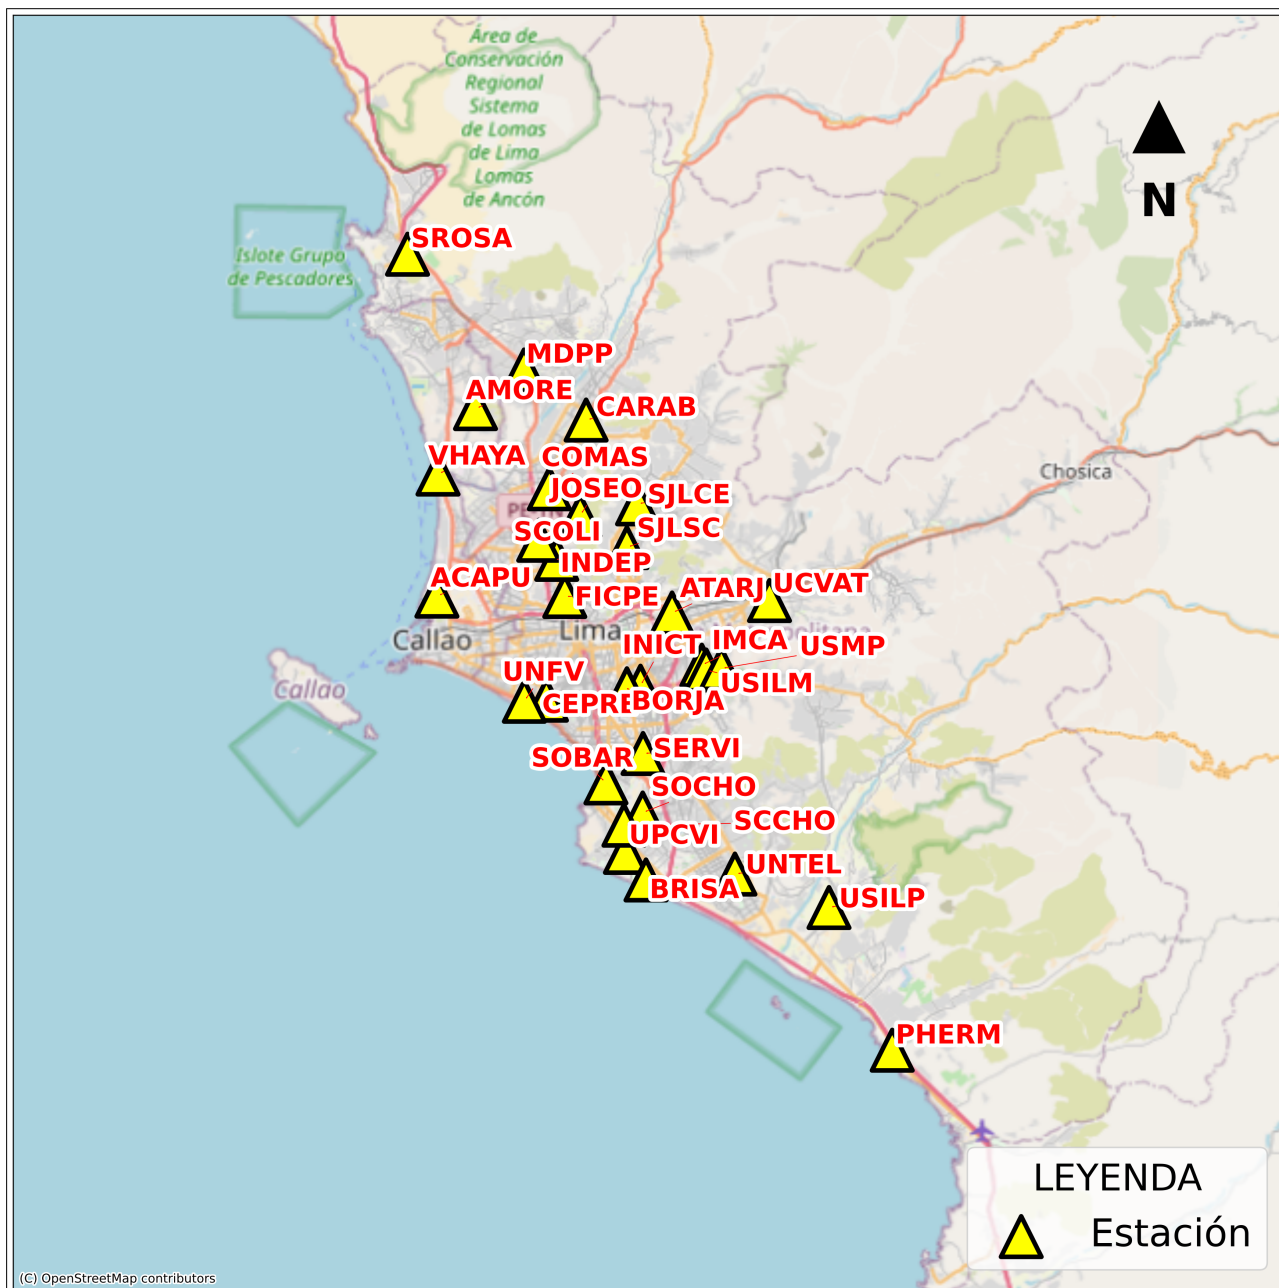 Área de
Conservación
Regional
Sistema
de Lomas
de Lima
Lomas
de Ancón
N
SROSA
Islote Grupo
de Pescadores
MDPP
AMORE
CARAB
VHAYA
COMAS
Chosica
JOSEO
SJLCE
SCOLI
SJLSC
INDEP
ACAPU
FICPE
ATARJ
UCVAT
Lima
Callao
INICT
IMCA
USMP
UNFV
USILM
Callao
CEPRE
BORJA
SERVI
SOBAR
SOCHO
SCCHO
UPCVI
UNTEL
BRISA
USILP
PHERM
LEYENDA
Estación
(C) OpenStreetMap contributors